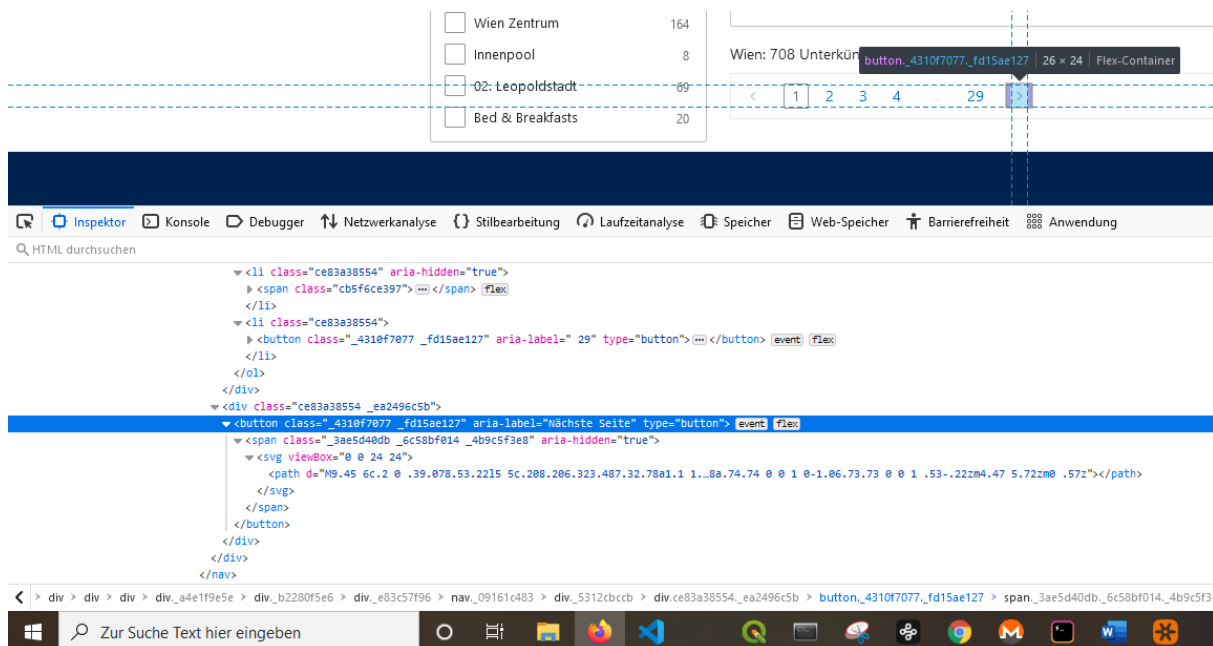 Wien Zentrum 164
Innenpool 8
02. Leopoldstadt 69
Bed & Breakfasts 20
Wien: 708 Unterkün
button._4310f7077._fd15ae127 | 26 × 24 | Flex-Container
< 1 2 3 4 ... 29 >
Inspektor Konsole Debugger Netzwerkanalyse {} Stilbearbeitung Laufzeitanalyse Speicher Web-Speicher Barrierefreiheit Anwendung
HTML durchsuchen
<li class="ce83a38554" aria-hidden="true">
<span class="cb5f6ce397">…</span> flex
</li>
<li class="ce83a38554">
<button class="_4310f7077 _fd15ae127" aria-label=" 29" type="button">…</button> event flex
</li>
</ol>
</div>
<div class="ce83a38554 _ea2496c5b">
<button class="_4310f7077 _fd15ae127" aria-label="Nächste Seite" type="button"> event flex
<span class="_3ae5d40db _6c58bf014 _4b9c5f3e8" aria-hidden="true">
<svg viewBox="0 0 24 24">
<path d="M9.45 6c.2 0 .39.078.53.22l5 5c.208.206.323.487.32.78a1.1 1.…8a.74.74 0 0 1 0-1.06.73.73 0 0 1 .53-.22zm4.47 5.72zm0 .57z"></path>
</svg>
</span>
</button>
</div>
</div>
</nav>
div > div > div > div._a4e1f9e5e > div._b2280f5e6 > div._e83c57f96 > nav._09161c483 > div._5312cbccb > div.ce83a38554._ea2496c5b > button._4310f7077._fd15ae127 > span._3ae5d40db._6c58bf014._4b9c5f3
Zur Suche Text hier eingeben